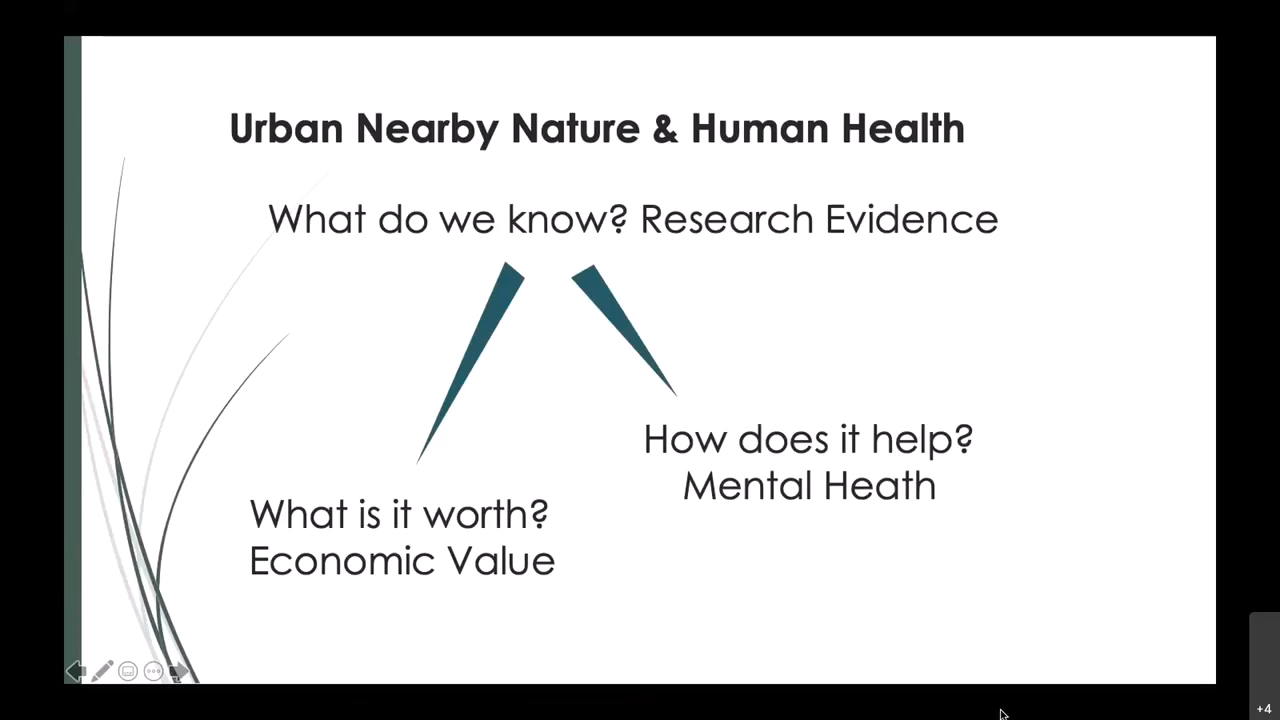 Urban Nearby Nature & Human Health
What do we know? Research Evidence
How does it help?
Mental Heath
What is it worth?
Economic Value
+4